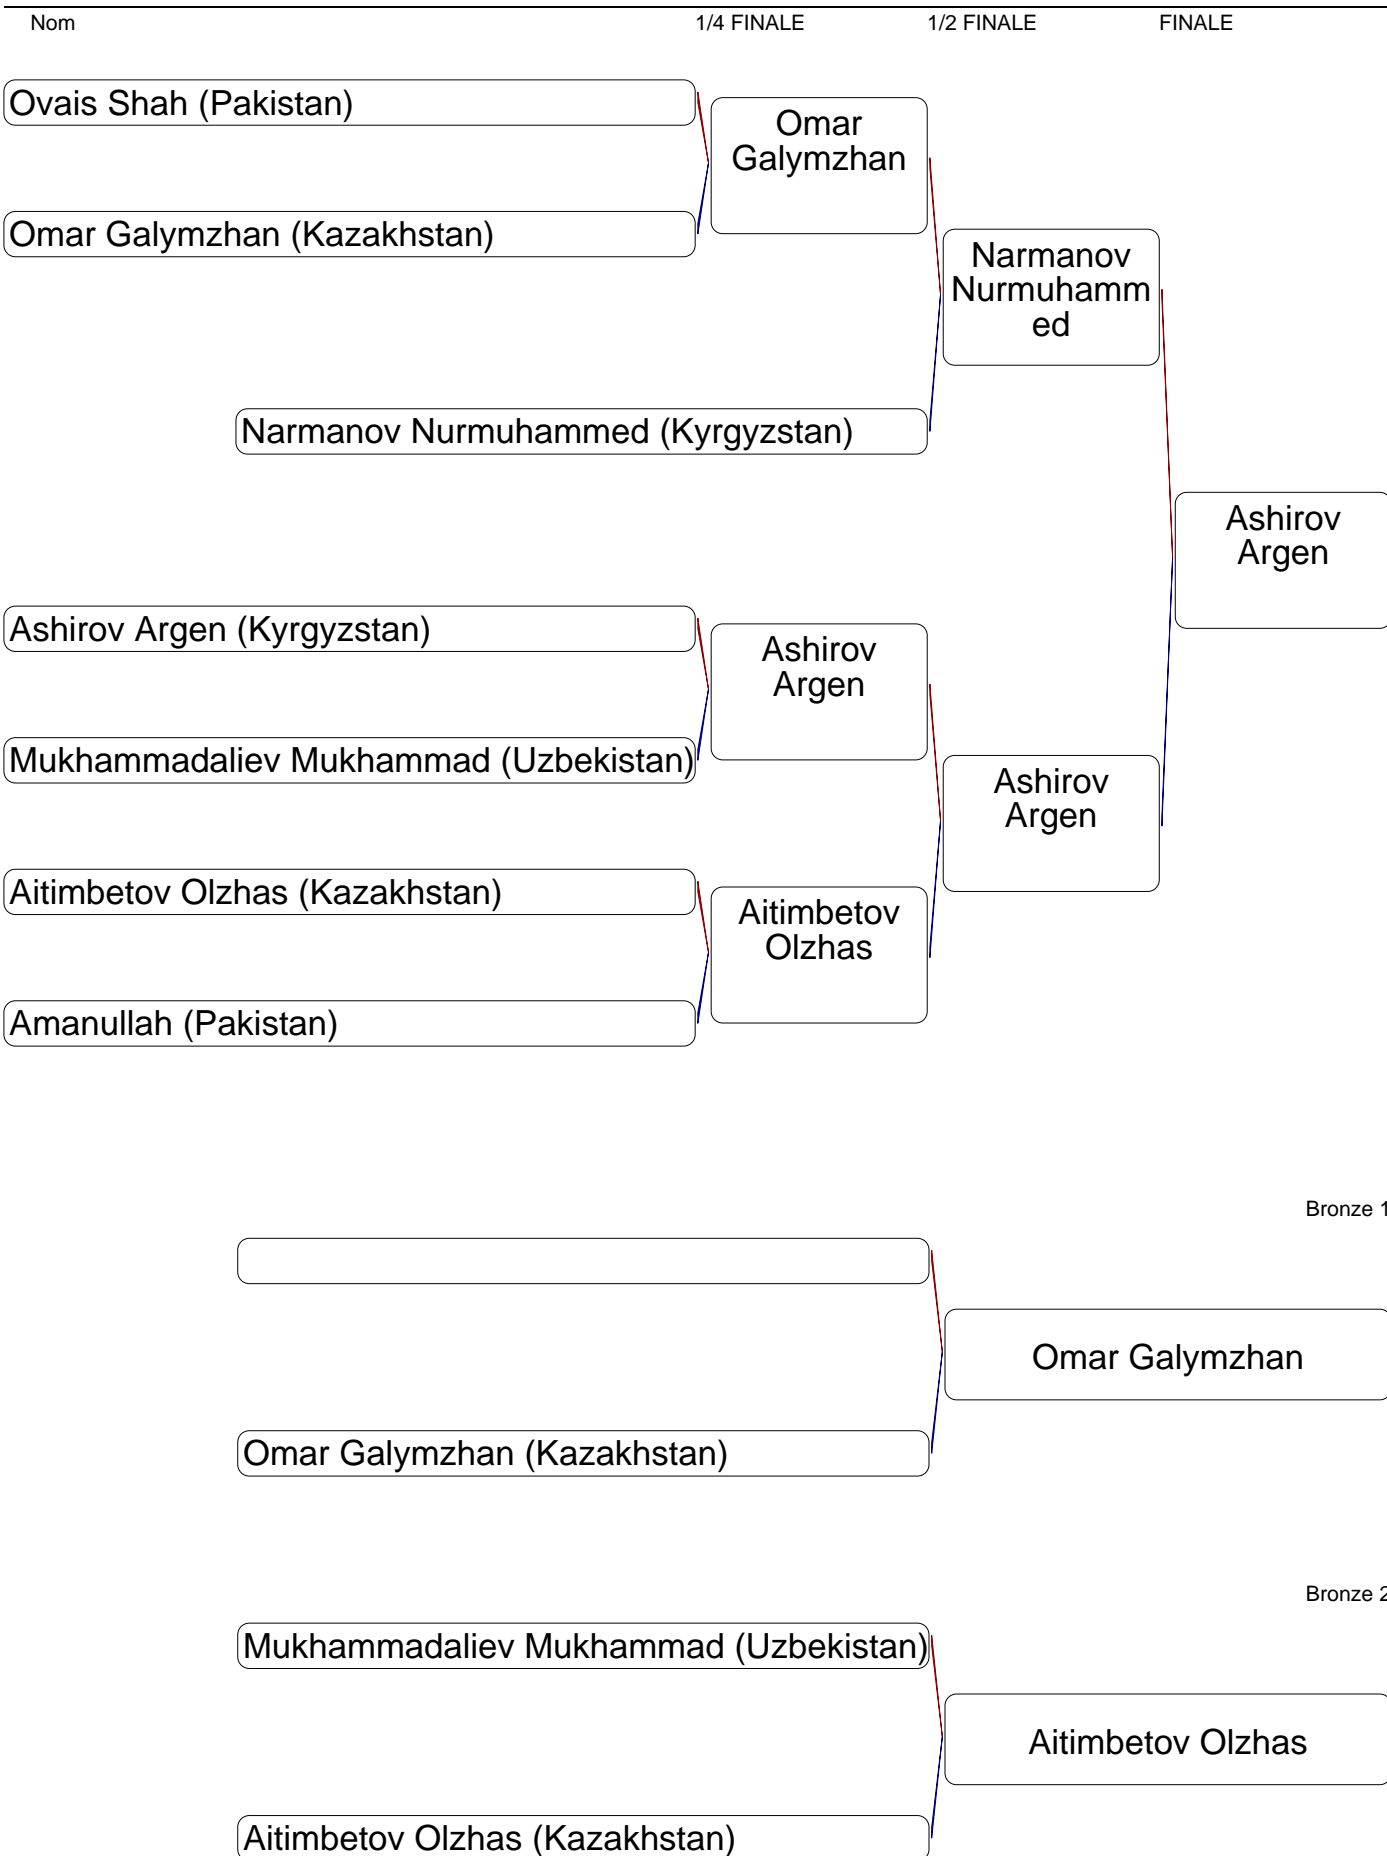 Nom 1/4 FINALE 1/2 FINALE FINALE
Ovais Shah (Pakistan)
Omar
Galymzhan
Omar Galymzhan (Kazakhstan)
Narmanov
Nurmuhamm
ed
Narmanov Nurmuhammed (Kyrgyzstan)
Ashirov
Argen
Ashirov Argen (Kyrgyzstan)
Ashirov
Argen
Mukhammadaliev Mukhammad (Uzbekistan)
Ashirov
Argen
Aitimbetov Olzhas (Kazakhstan)
Aitimbetov
Olzhas
Amanullah (Pakistan)
Bronze 1
Omar Galymzhan
Omar Galymzhan (Kazakhstan)
Bronze 2
Mukhammadaliev Mukhammad (Uzbekistan)
Aitimbetov Olzhas
Aitimbetov Olzhas (Kazakhstan)